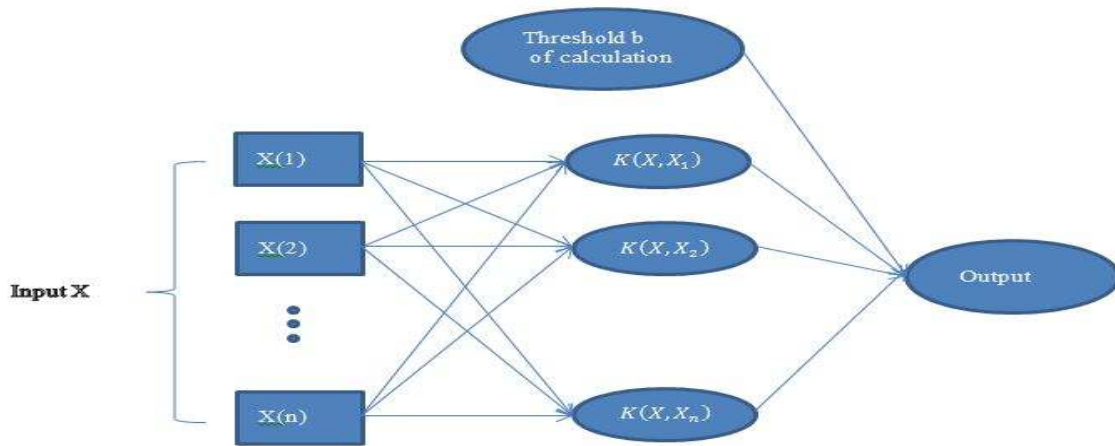 Threshold b
of calculation
X(1)
K(X, X₁)
X(2)
K(X, X₂)
Input X
Output
X(n)
K(X, Xₙ)